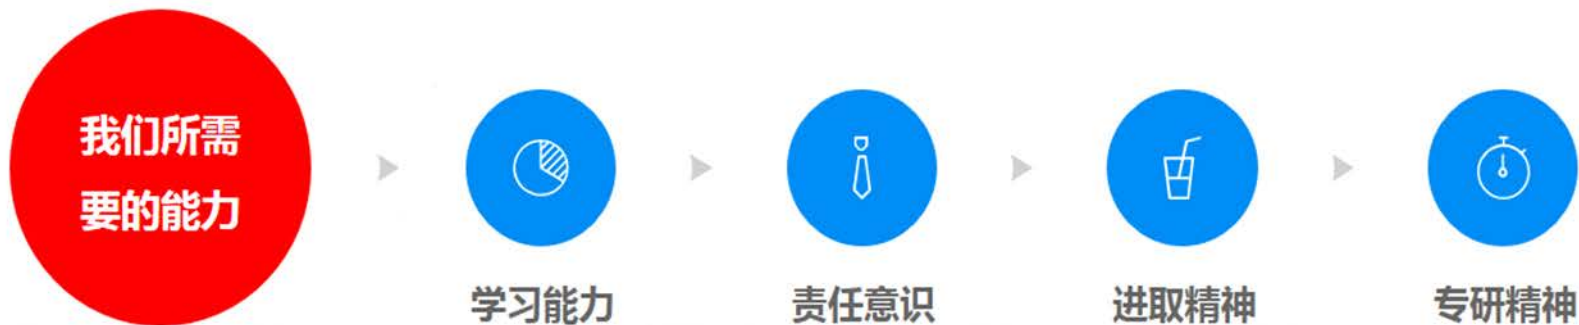 我们所需
要的能力
学习能力
责任意识
进取精神
专研精神